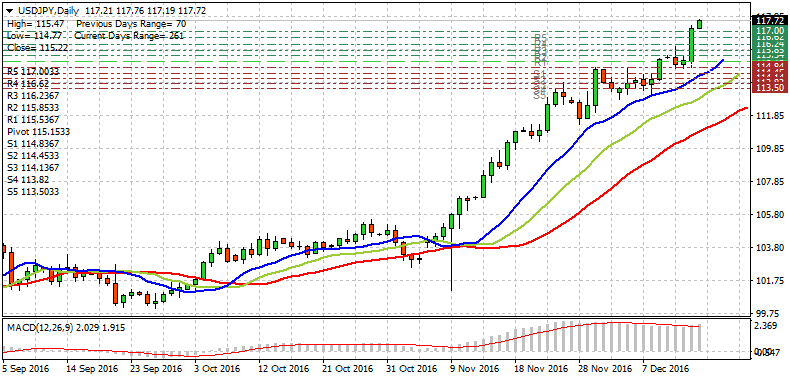 USDJPY,Daily 117.21 117.76 117.19 117.72
High= 115.47 Previous Days Range= 70
Low= 114.77 Current Days Range= 261
Close= 115.22
R5 117.0033
R4 116.62
R3 116.2367
R2 115.8533
R1 115.5367
Pivot 115.1533
S1 114.8367
S2 114.4533
S3 114.1367
S4 113.82
S5 113.5033
R5
R1
S1
S5
117.72
117.00
116.24
114.84
113.50
111.85
109.85
107.85
105.80
103.80
101.75
99.75
MACD(12,26,9) 2.029 1.915
2.369
5 Sep 2016
14 Sep 2016
23 Sep 2016
3 Oct 2016
12 Oct 2016
21 Oct 2016
31 Oct 2016
9 Nov 2016
18 Nov 2016
28 Nov 2016
7 Dec 2016